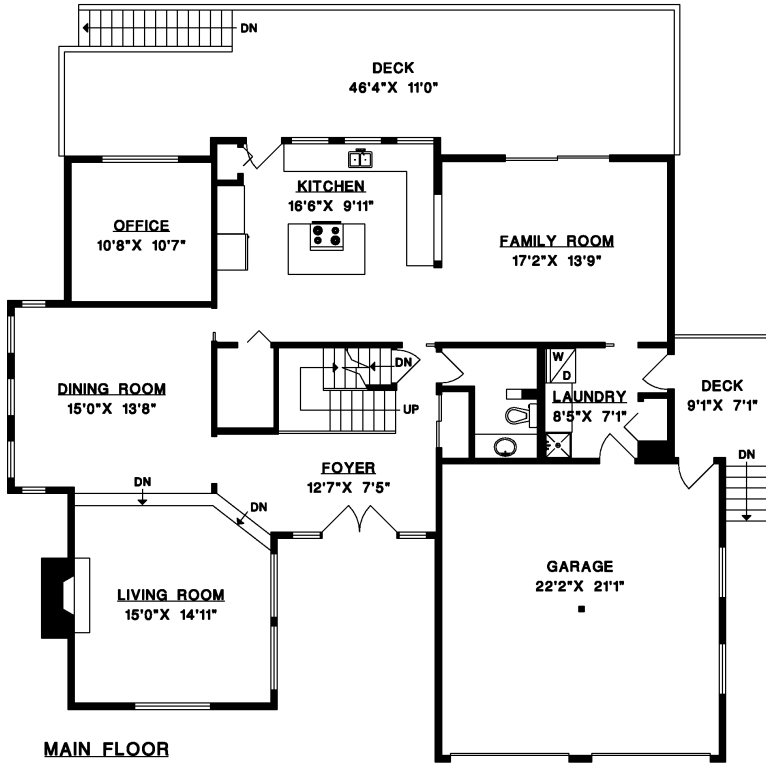 DN
DECK
46'4"X 11'0"
KITCHEN
16'6"X 9'11"
OFFICE
10'8"X 10'7"
FAMILY ROOM
17'2"X 13'9"
DN
W
D
DINING ROOM
15'0"X 13'8"
UP
LAUNDRY
8'5"X 7'1"
DECK
9'1"X 7'1"
DN
FOYER
12'7"X 7'5"
DN
DN
GARAGE
22'2"X 21'1"
LIVING ROOM
15'0"X 14'11"
MAIN FLOOR